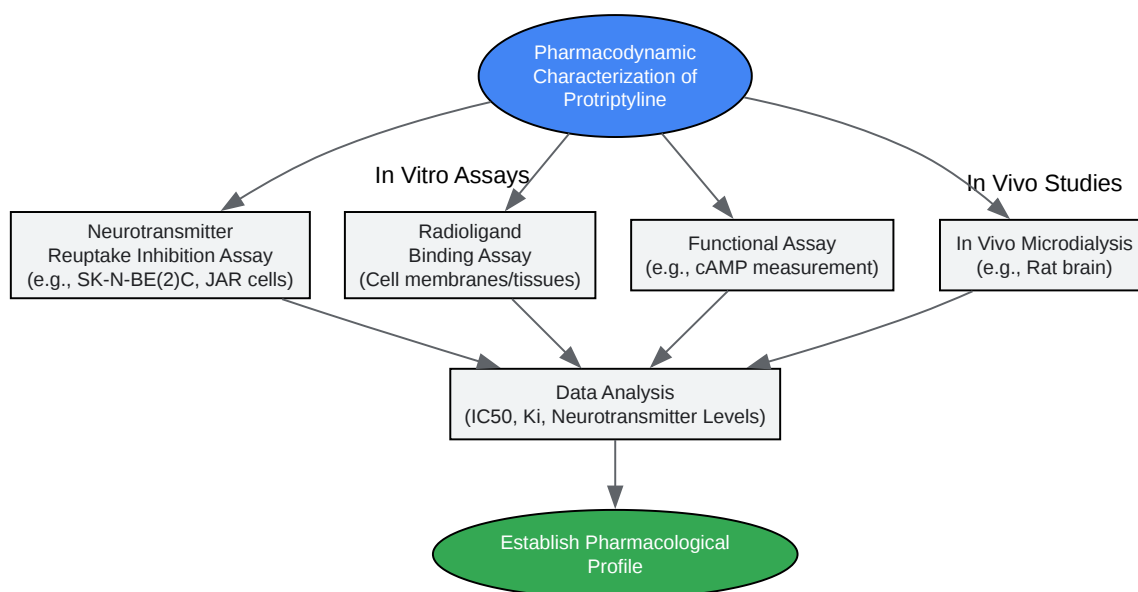 Pharmacodynamic
Characterization of
Protriptyline
In Vitro Assays
In Vivo Studies
Neurotransmitter
Reuptake Inhibition Assay
(e.g., SK-N-BE(2)C, JAR cells)
Radioligand
Binding Assay
(Cell membranes/tissues)
Functional Assay
(e.g., cAMP measurement)
In Vivo Microdialysis
(e.g., Rat brain)
Data Analysis
(IC50, Ki, Neurotransmitter Levels)
Establish Pharmacological
Profile